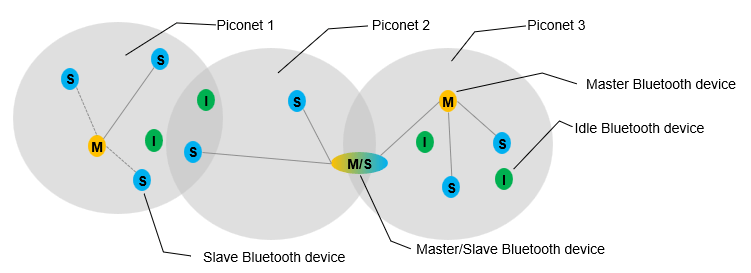 Piconet 1
Piconet 2
Piconet 3
S
S
M
I
I
S
S
S
M/S
M
I
S
S
I
Master Bluetooth device
Idle Bluetooth device
Slave Bluetooth device
Master/Slave Bluetooth device